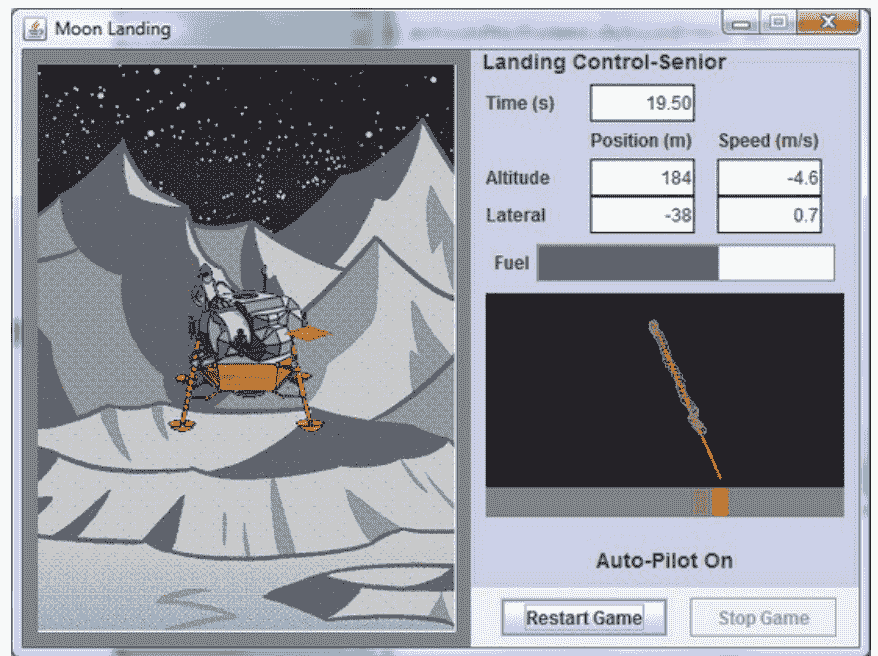 Moon Landing
Landing Control-Senior
Time (s) 19.50
Position (m) Speed (m/s)
Altitude 184 -4.6
Lateral -38 0.7
Fuel
Auto-Pilot On
Restart Game Stop Game